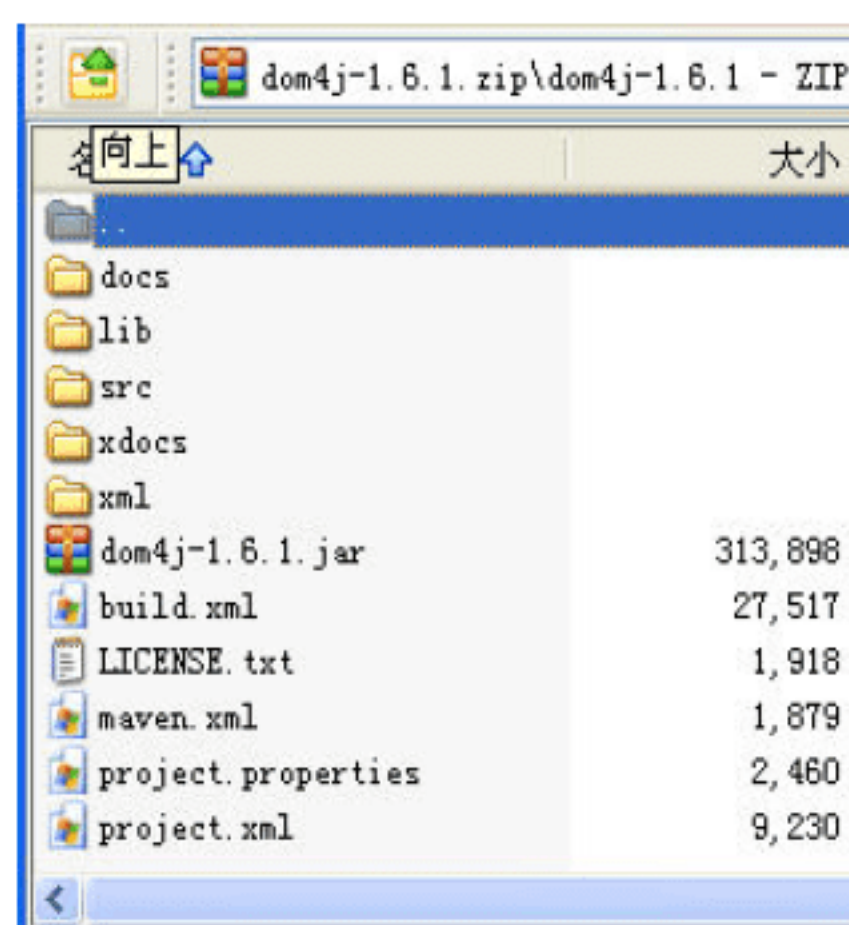 dom4j-1.6.1.zip\dom4j-1.6.1 - ZIP
名 向上 大小
..
docs
lib
src
xdocs
xml
dom4j-1.6.1.jar 313,898
build.xml 27,517
LICENSE.txt 1,918
maven.xml 1,879
project.properties 2,460
project.xml 9,230